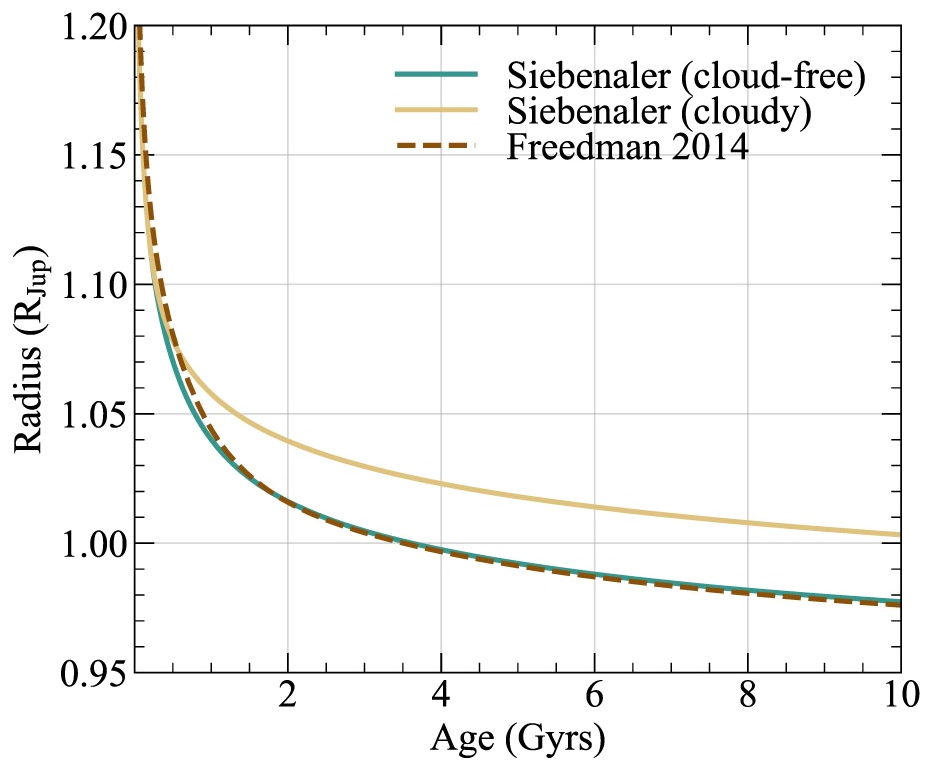 1.20
Siebenaler (cloud-free)
Siebenaler (cloudy)
Freedman 2014
1.15
1.10
1.05
1.00
0.95
Radius (R_Jup)
2 4 6 8 10
Age (Gyrs)